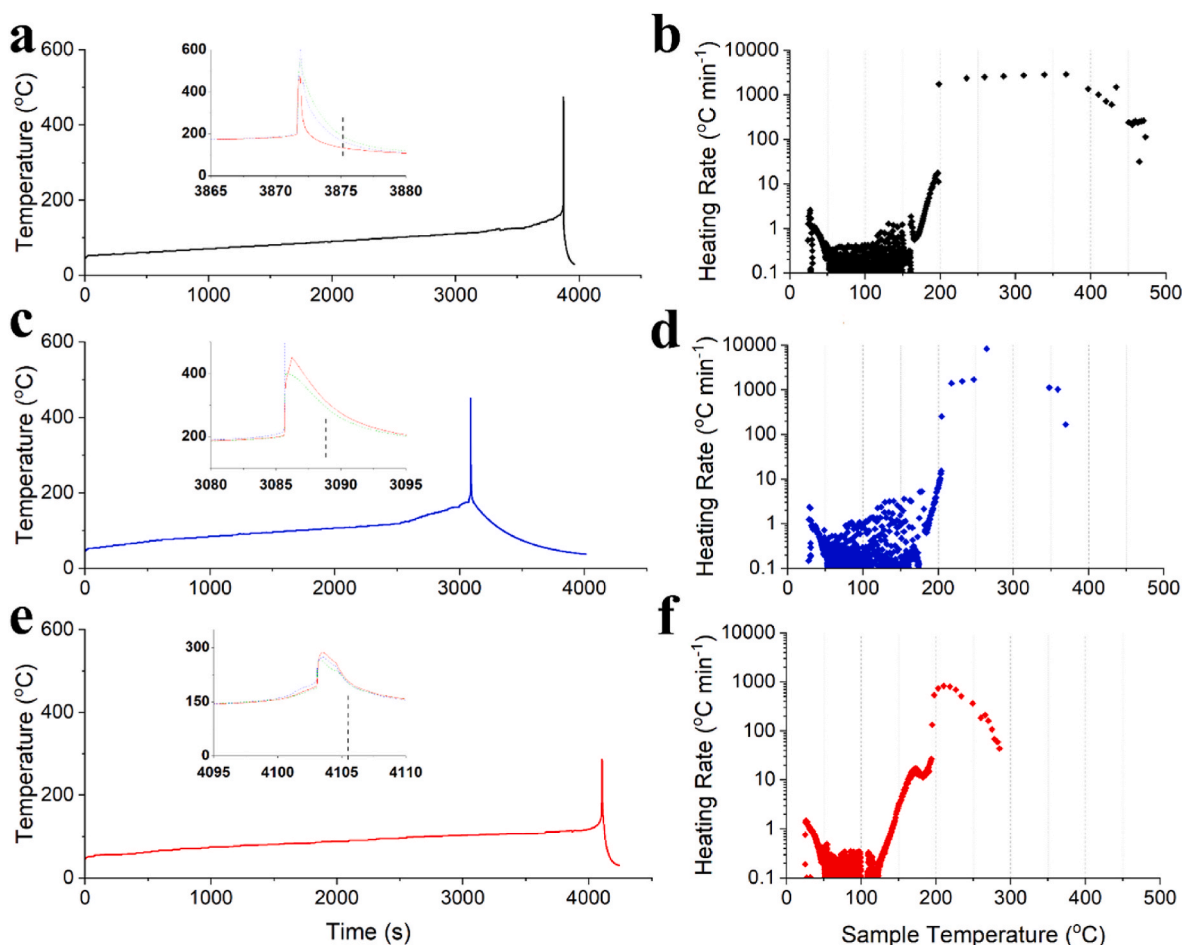 a
600
400
200
0
Temperature (°C)
0 1000 2000 3000 4000
600
400
200
0
3865 3870 3875 3880
b
10000
1000
100
10
1
0.1
Heating Rate (°C min-1)
0 100 200 300 400 500
c
600
400
200
0
Temperature (°C)
0 1000 2000 3000 4000
400
200
3080 3085 3090 3095
d
10000
1000
100
10
1
0.1
Heating Rate (°C min-1)
0 100 200 300 400 500
e
600
400
200
0
Temperature (°C)
0 1000 2000 3000 4000
Time (s)
300
150
0
4095 4100 4105 4110
f
10000
1000
100
10
1
0.1
Heating Rate (°C min-1)
0 100 200 300 400 500
Sample Temperature (°C)